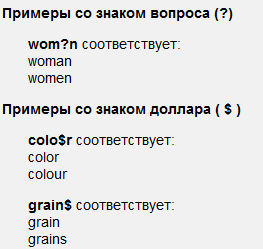 Примеры со знаком вопроса (?)
wom?n соответствует:
woman
women
Примеры со знаком доллара ( $ )
colo$r соответствует:
color
colour
grain$ соответствует:
grain
grains